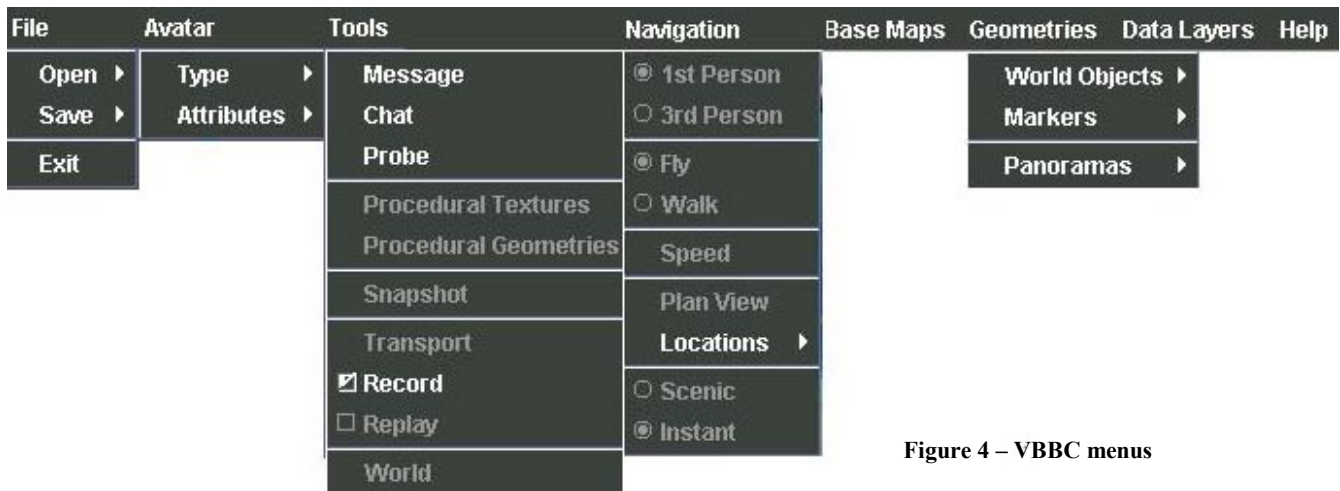 File Avatar Tools Navigation Base Maps Geometries Data Layers Help
Open
Save
Exit
Type
Attributes
Message
Chat
Probe
Procedural Textures
Procedural Geometries
Snapshot
Transport
Record
Replay
World
1st Person
3rd Person
Fly
Walk
Speed
Plan View
Locations
Scenic
Instant
World Objects
Markers
Panoramas
Figure 4 – VBBC menus